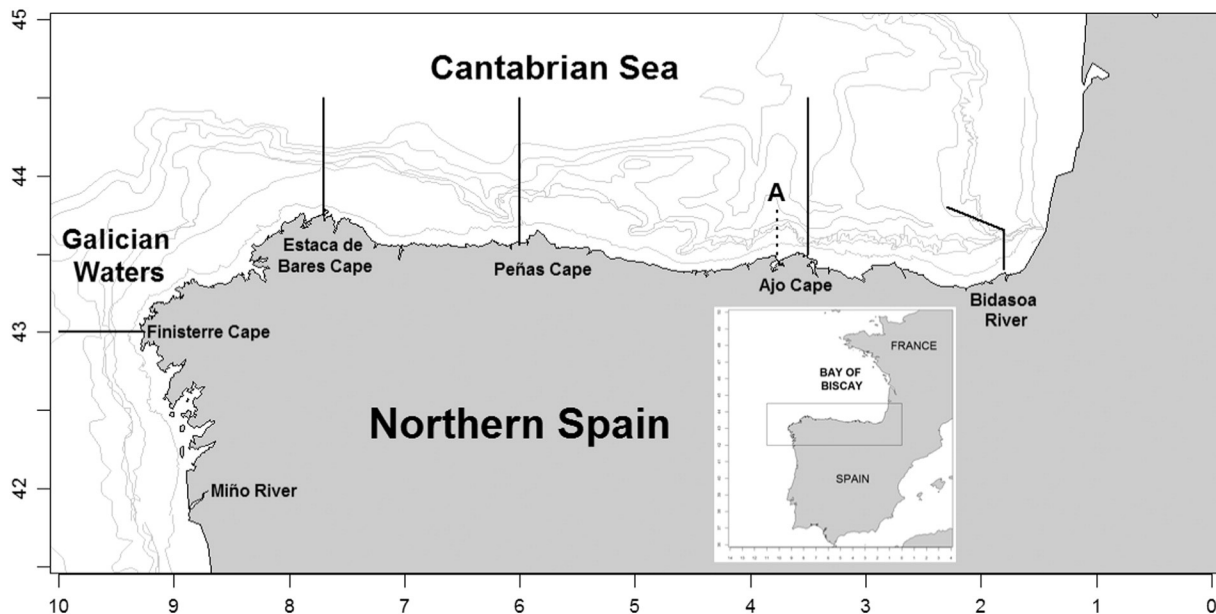 45
44
43
42
Cantabrian Sea
A
Galician
Waters
Estaca de
Bares Cape
Peñas Cape
Ajo Cape
Bidasoa
River
Finisterre Cape
Northern Spain
Miño River
FRANCE
BAY OF
BISCAY
SPAIN
10 9 8 7 6 5 4 3 2 1 0